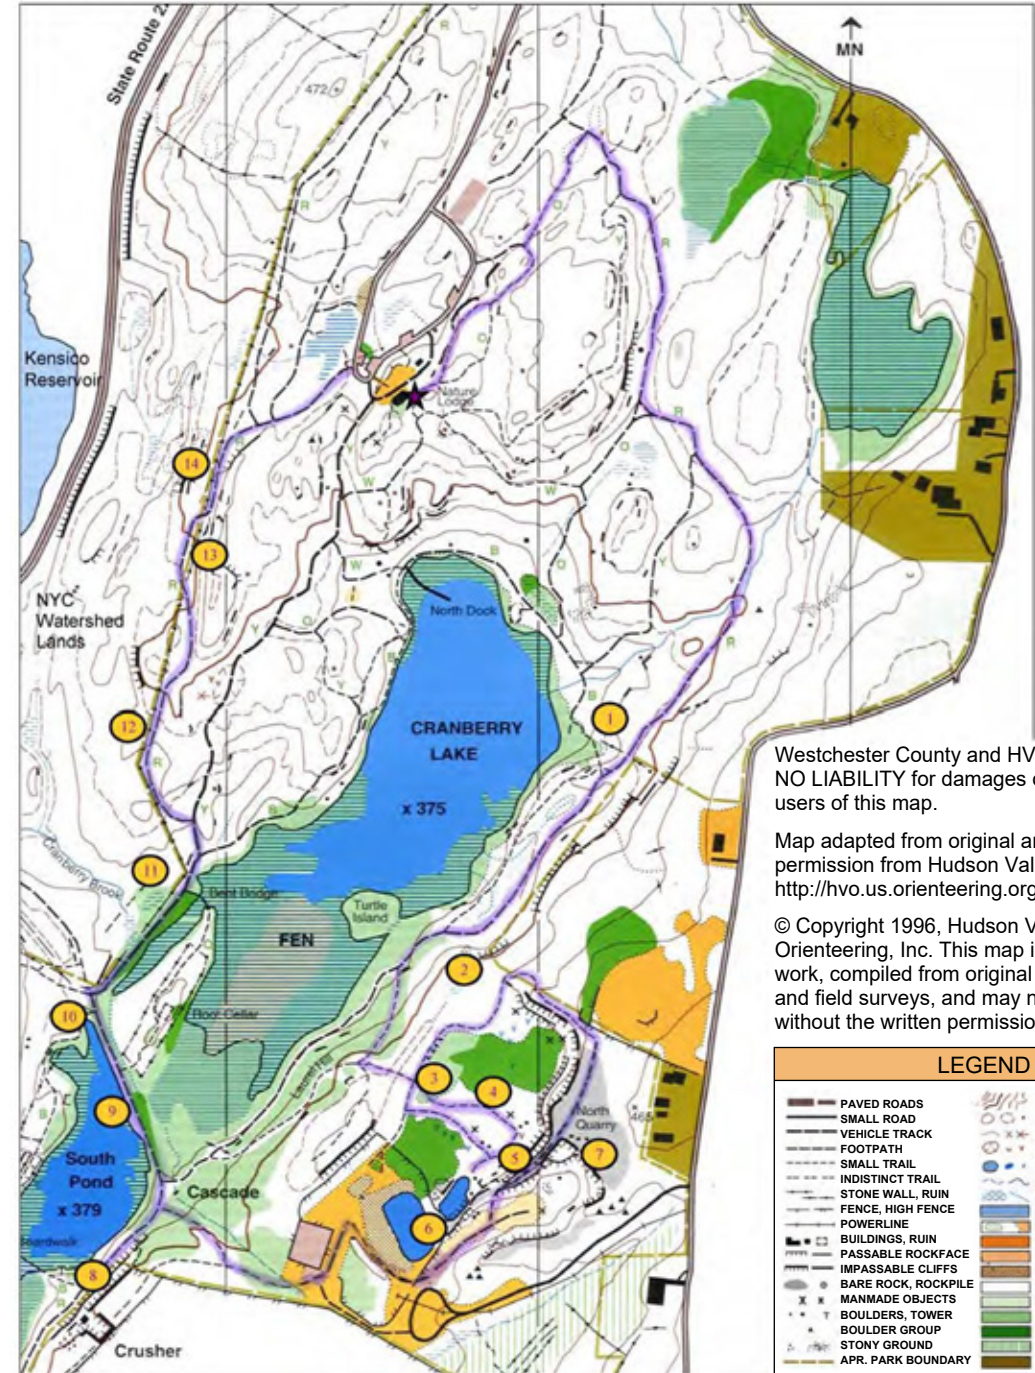 State Route 2
MN
472
Y
R
Y
R
O
R
Kensico
Reservoir
Nature
Lodge
O
Y
O
R
R
14
Y
W
O
W
13
R
W
B
O
Y
NYC
Watershed
Lands
Y
O
North Dock
Y
R
B
12
CRANBERRY
LAKE
B
1
R
x 375
Westchester County and HV
NO LIABILITY for damages
users of this map.
Map adapted from original
permission from Hudson Val
http://hvo.us.orienteering.org
© Copyright 1996, Hudson V
Orienteering, Inc. This map i
work, compiled from original
and field surveys, and may n
without the written permissio
Cranberry Brook
11
Bent Bridge
Turtle
Island
FEN
2
10
Root Cellar
Laurel Hill
3
4
9
North
Quarry
465
5
7
South
Pond
x 379
Cascade
6
Boardwalk
8
B
R
Crusher
LEGEND
PAVED ROADS
SMALL ROAD
VEHICLE TRACK
FOOTPATH
SMALL TRAIL
INDISTINCT TRAIL
STONE WALL, RUIN
FENCE, HIGH FENCE
POWERLINE
BUILDINGS, RUIN
PASSABLE ROCKFACE
IMPASSABLE CLIFFS
BARE ROCK, ROCKPILE
MANMADE OBJECTS
BOULDERS, TOWER
BOULDER GROUP
STONY GROUND
APR. PARK BOUNDARY